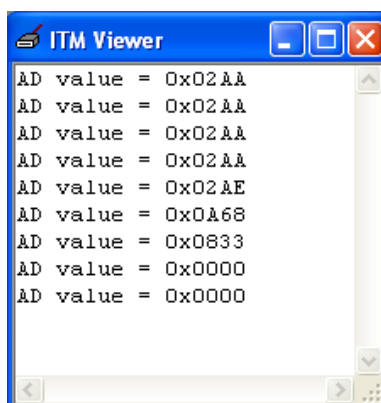 ITM Viewer
AD value = 0x02AA
AD value = 0x02AA
AD value = 0x02AA
AD value = 0x02AA
AD value = 0x02AE
AD value = 0x0A68
AD value = 0x0833
AD value = 0x0000
AD value = 0x0000